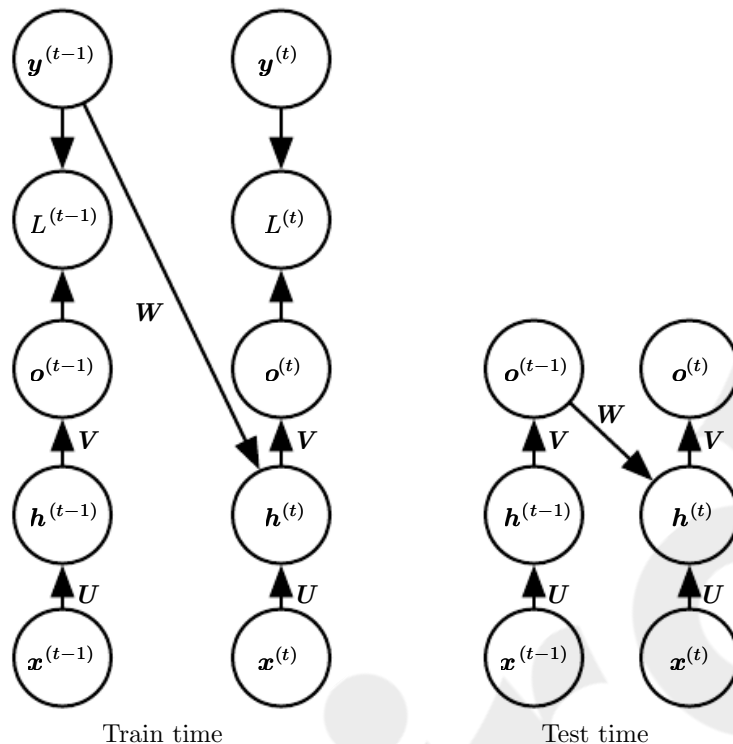 y^(t−1) y^(t)
L^(t−1) L^(t)
W
o^(t−1) o^(t) o^(t−1) o^(t)
W
V V V V
h^(t−1) h^(t) h^(t−1) h^(t)
U U U U
x^(t−1) x^(t) x^(t−1) x^(t)
Train time Test time